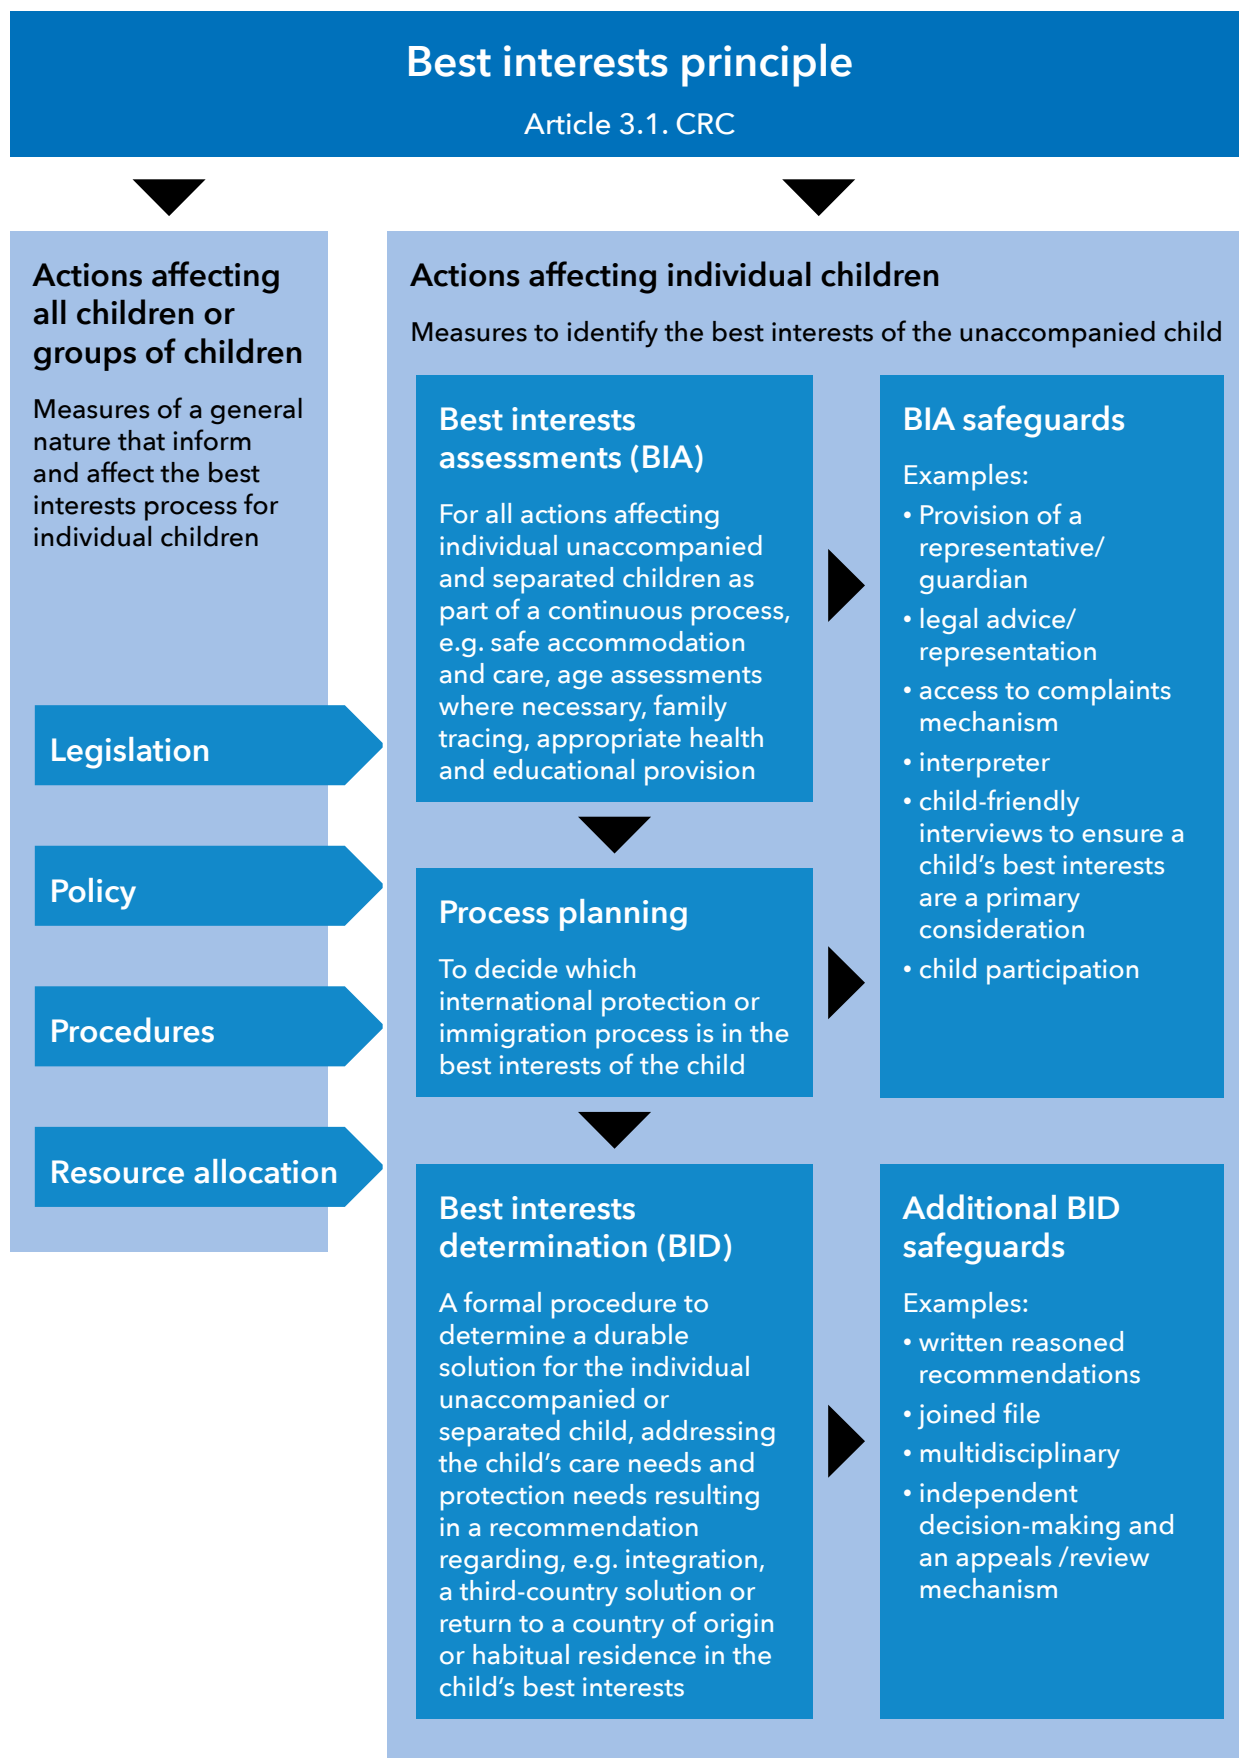 Best interests principle
Article 3.1. CRC
Actions affecting
all children or
groups of children
Measures of a general
nature that inform
and affect the best
interests process for
individual children
Legislation
Policy
Procedures
Resource allocation
Actions affecting individual children
Measures to identify the best interests of the unaccompanied child
Best interests
assessments (BIA)
For all actions affecting
individual unaccompanied
and separated children as
part of a continuous process,
e.g. safe accommodation
and care, age assessments
where necessary, family
tracing, appropriate health
and educational provision
BIA safeguards
Examples:
• Provision of a
representative/
guardian
• legal advice/
representation
• access to complaints
mechanism
• interpreter
• child-friendly
interviews to ensure a
child’s best interests
are a primary
consideration
• child participation
Process planning
To decide which
international protection or
immigration process is in the
best interests of the child
Best interests
determination (BID)
A formal procedure to
determine a durable
solution for the individual
unaccompanied or
separated child, addressing
the child’s care needs and
protection needs resulting
in a recommendation
regarding, e.g. integration,
a third-country solution or
return to a country of origin
or habitual residence in the
child’s best interests
Additional BID
safeguards
Examples:
• written reasoned
recommendations
• joined file
• multidisciplinary
• independent
decision-making and
an appeals /review
mechanism